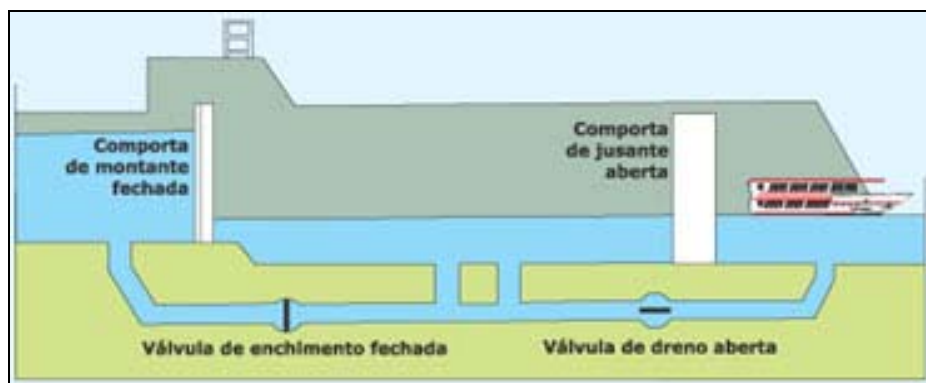 Comporta
de montante
fechada
Comporta
de jusante
aberta
Válvula de enchimento fechada
Válvula de dreno aberta